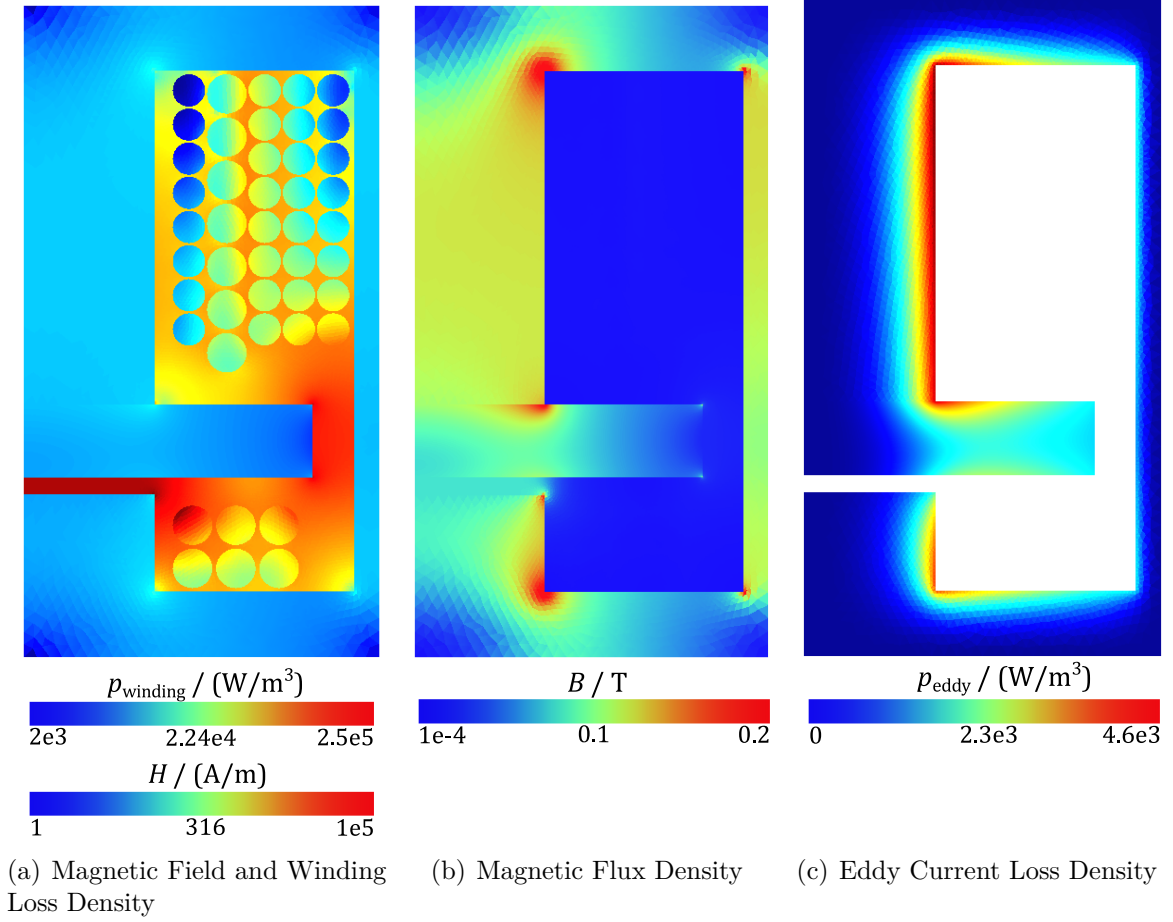 p_winding / (W/m³)
2e3 2.24e4 2.5e5
H / (A/m)
1 316 1e5
B / T
1e-4 0.1 0.2
p_eddy / (W/m³)
0 2.3e3 4.6e3
(a) Magnetic Field and Winding
Loss Density
(b) Magnetic Flux Density
(c) Eddy Current Loss Density